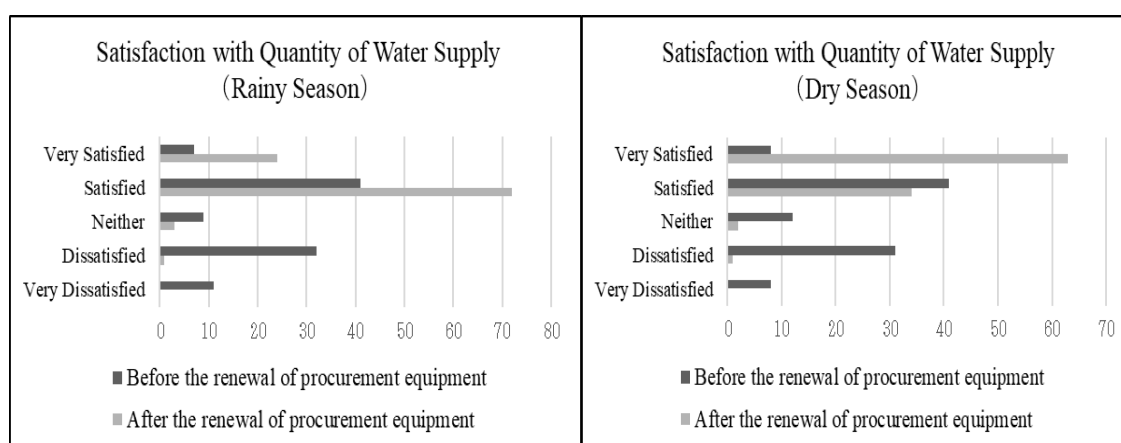 Satisfaction with Quantity of Water Supply
（Rainy Season）
Very Satisfied
Satisfied
Neither
Dissatisfied
Very Dissatisfied
0 10 20 30 40 50 60 70 80
Before the renewal of procurement equipment
After the renewal of procurement equipment
Satisfaction with Quantity of Water Supply
（Dry Season）
Very Satisfied
Satisfied
Neither
Dissatisfied
Very Dissatisfied
0 10 20 30 40 50 60 70
Before the renewal of procurement equipment
After the renewal of procurement equipment